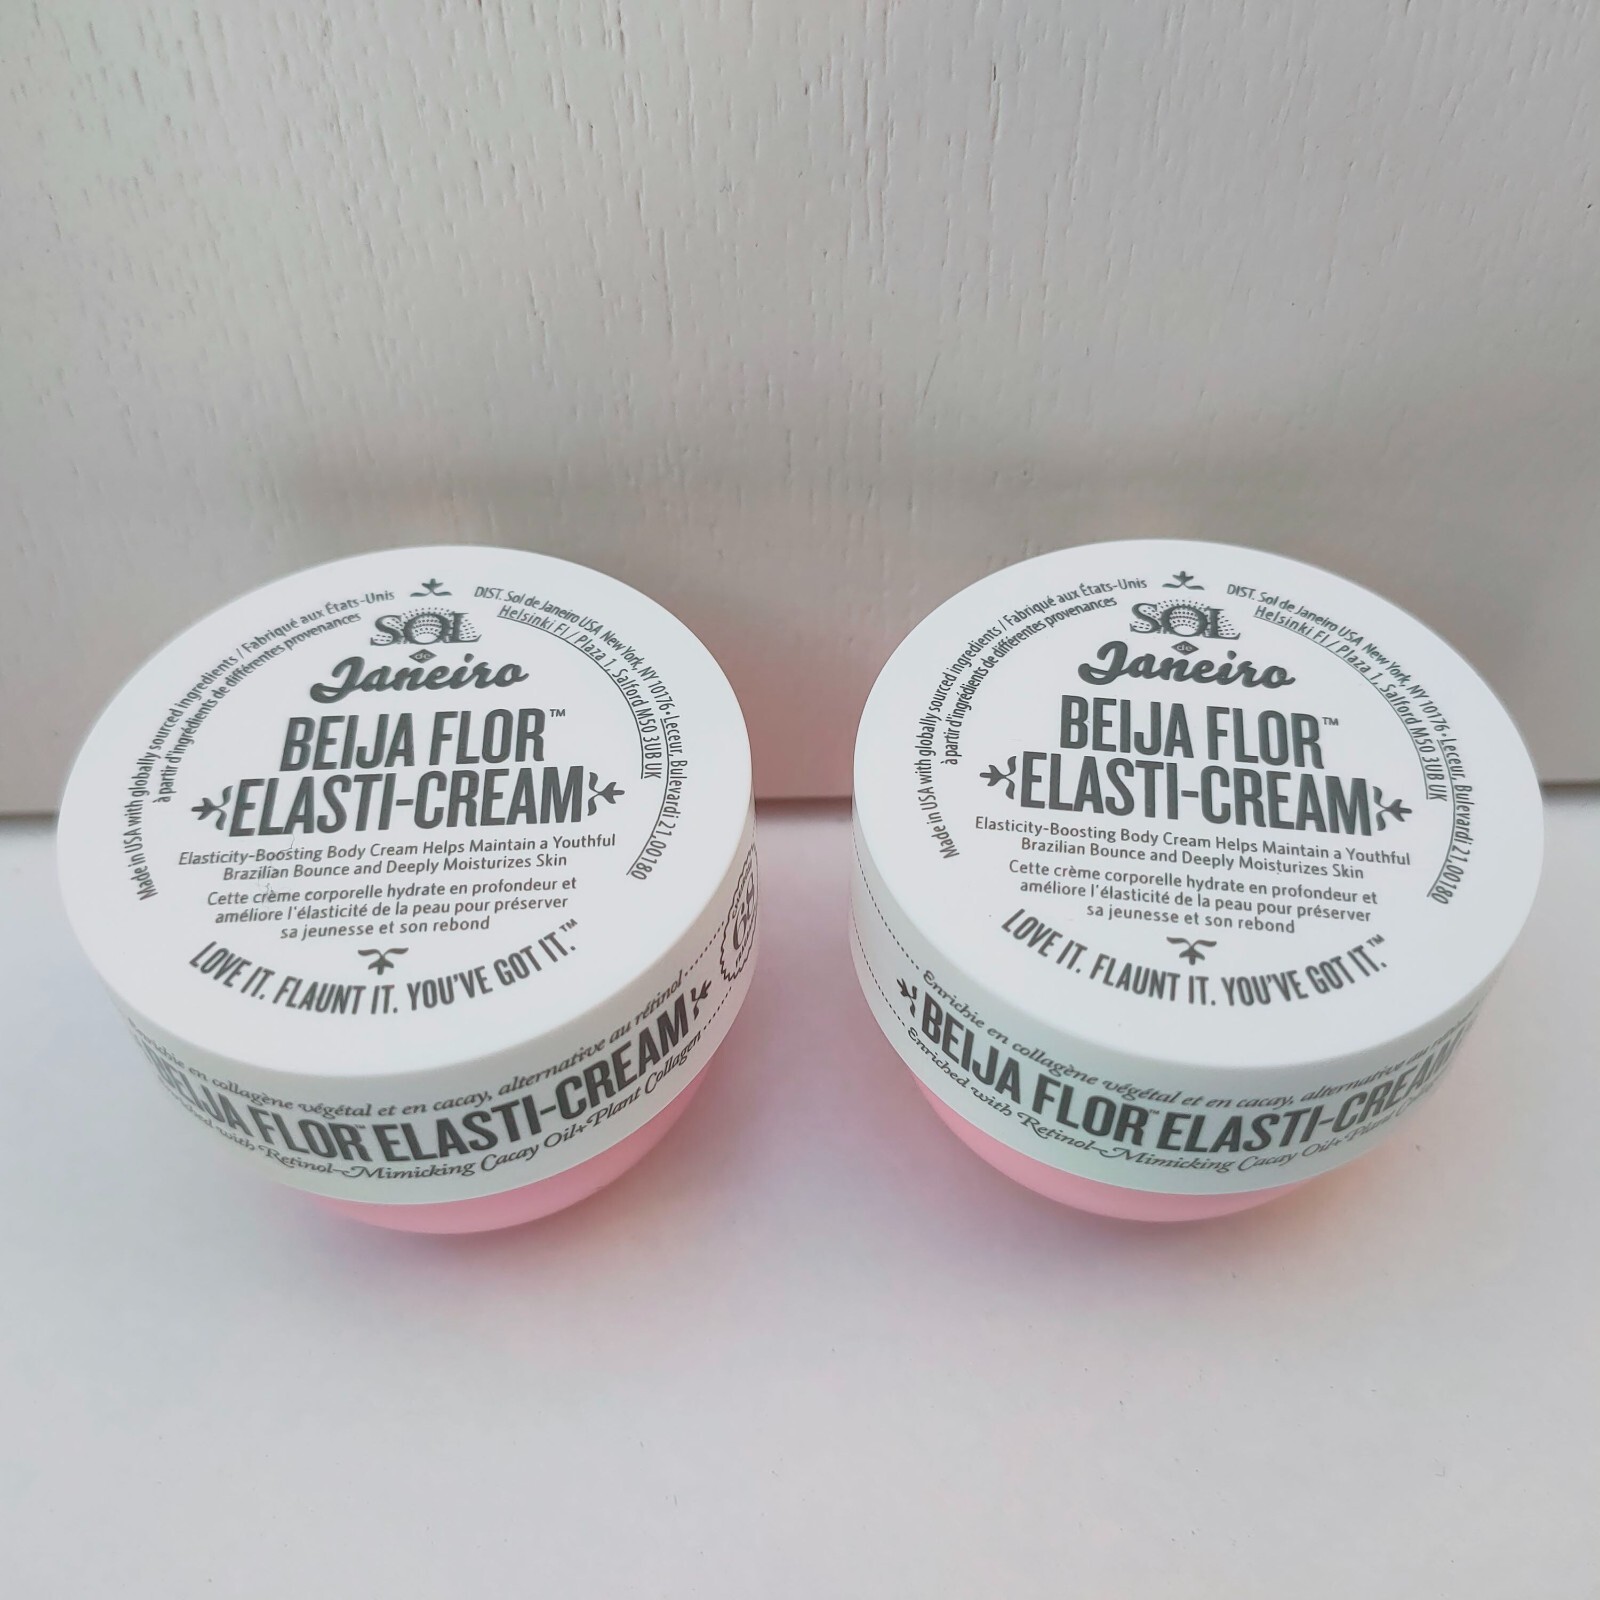 Made in USA with globally sourced ingredients / Fabriqué aux États-Unis
à partir d'ingrédients de différentes provenances
DIST. Sol de Janeiro USA New York, NY 10176 • Leceur, Bulevardi 21, 00180
Helsinki FI / Plaza 1, Salford M50 3UB UK
SOL
de
Janeiro
BEIJA FLOR™
ELASTI-CREAM
Elasticity-Boosting Body Cream Helps Maintain a Youthful
Brazilian Bounce and Deeply Moisturizes Skin
Cette crème corporelle hydrate en profondeur et
améliore l'élasticité de la peau pour préserver
sa jeunesse et son rebond
LOVE IT. FLAUNT IT. YOU'VE GOT IT.™
en collagène végétal et en cacay, alternative au rétinol
BEIJA FLOR™ ELASTI-CREAM
with Retinol-Mimicking Cacay Oil + Plant Collagen
68
Made in USA with globally sourced ingredients / Fabriqué aux États-Unis
à partir d'ingrédients de différentes provenances
DIST. Sol de Janeiro USA New York, NY 10176 • Leceur, Bulevardi 21, 00180
Helsinki FI / Plaza 1, Salford M50 3UB UK
SOL
de
Janeiro
BEIJA FLOR™
ELASTI-CREAM
Elasticity-Boosting Body Cream Helps Maintain a Youthful
Brazilian Bounce and Deeply Moisturizes Skin
Cette crème corporelle hydrate en profondeur et
améliore l'élasticité de la peau pour préserver
sa jeunesse et son rebond
LOVE IT. FLAUNT IT. YOU'VE GOT IT.™
Enrichie en collagène végétal et en cacay, alternative au
BEIJA FLOR™ ELASTI-CREAM
Enriched with Retinol-Mimicking Cacay Oil + Plant